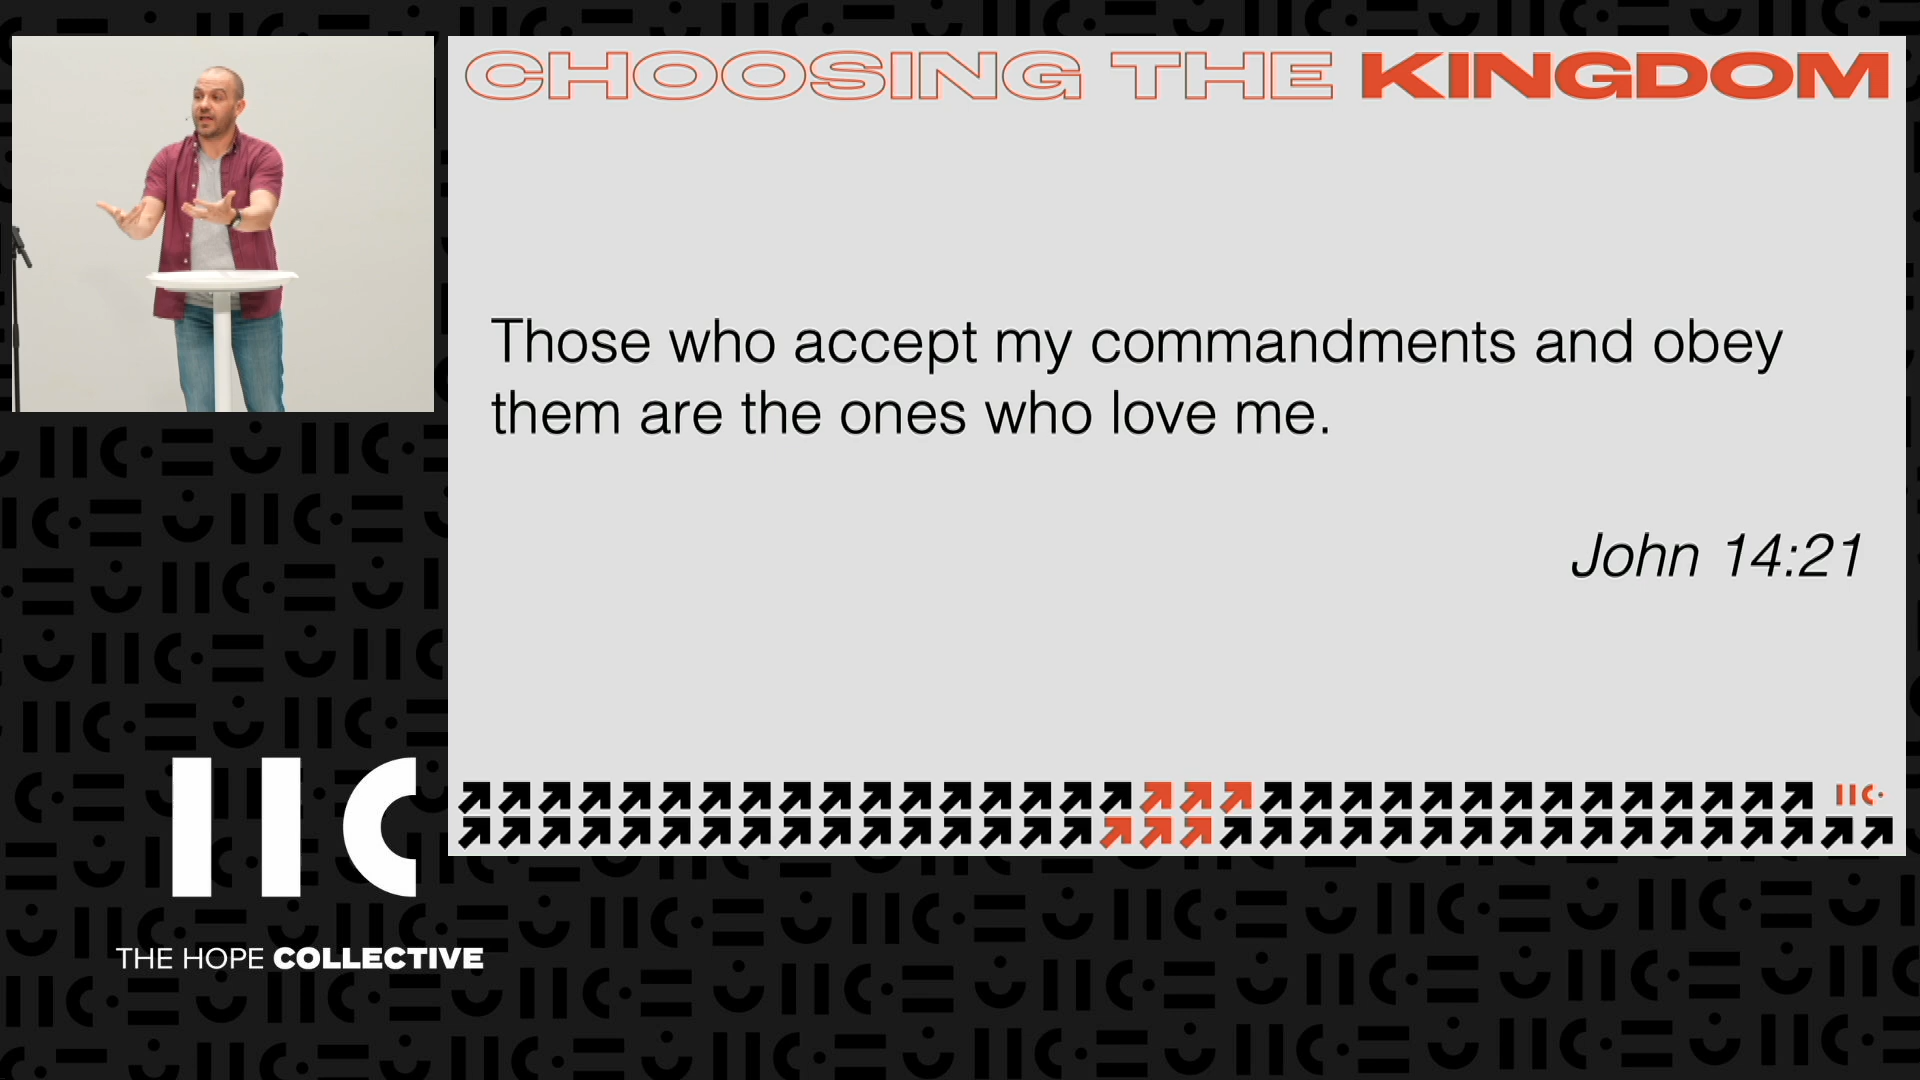 CHOOSING THE KINGDOM
Those who accept my commandments and obey
them are the ones who love me.
John 14:21
THE HOPE COLLECTIVE